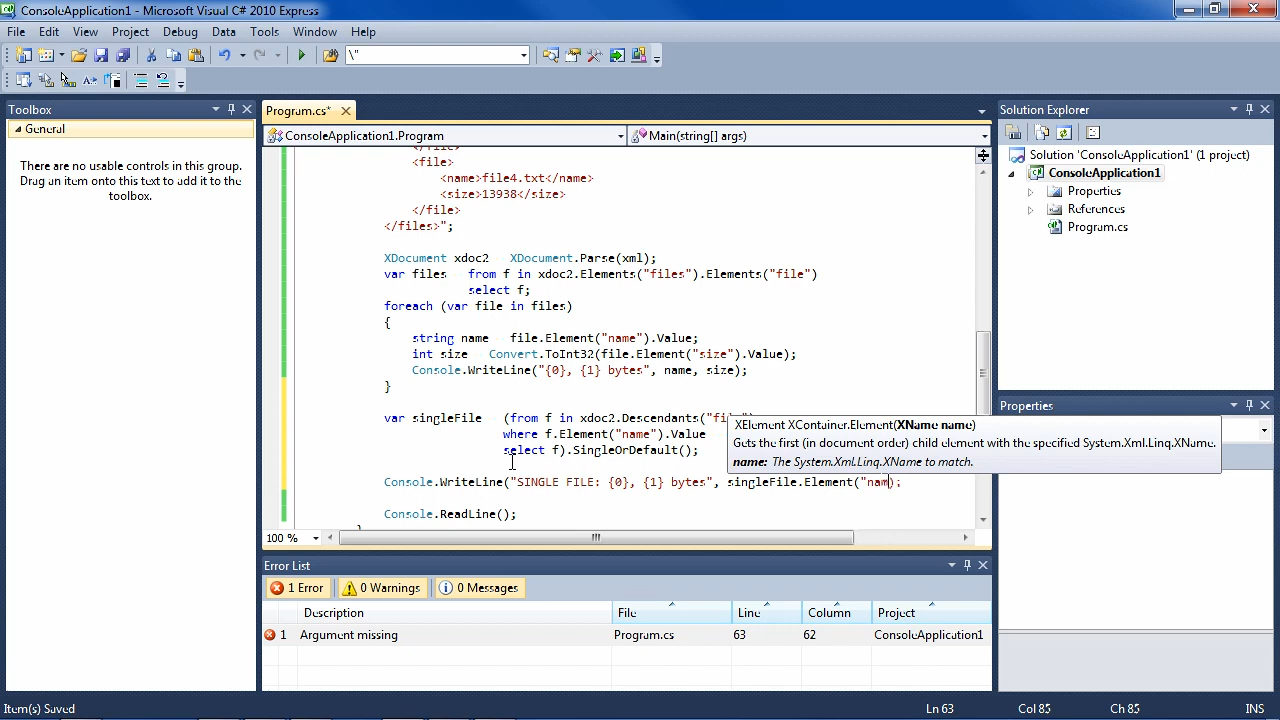 ConsoleApplication1 - Microsoft Visual C# 2010 Express
File Edit View Project Debug Data Tools Window Help
\"
Toolbox
General
There are no usable controls in this group.
Drag an item onto this text to add it to the
toolbox.
Program.cs*
ConsoleApplication1.Program Main(string[] args)
</file>
<file>
<name>file4.txt</name>
<size>13938</size>
</file>
</files>";
XDocument xdoc2 XDocument.Parse(xml);
var files from f in xdoc2.Elements("files").Elements("file")
select f;
foreach (var file in files)
{
string name file.Element("name").Value;
int size Convert.ToInt32(file.Element("size").Value);
Console.WriteLine("{0}, {1} bytes", name, size);
}
var singleFile (from f in xdoc2.Descendants("file")
where f.Element("name").Value
select f).SingleOrDefault();
XElement XContainer.Element(XName name)
Gets the first (in document order) child element with the specified System.Xml.Linq.XName.
name: The System.Xml.Linq.XName to match.
Console.WriteLine("SINGLE FILE: {0}, {1} bytes", singleFile.Element("nam);
Console.ReadLine();
}
100 %
Solution Explorer
Solution 'ConsoleApplication1' (1 project)
ConsoleApplication1
Properties
References
Program.cs
Properties
Error List
1 Error 0 Warnings 0 Messages
Description File Line Column Project
1 Argument missing Program.cs 63 62 ConsoleApplication1
Item(s) Saved Ln 63 Col 85 Ch 85 INS